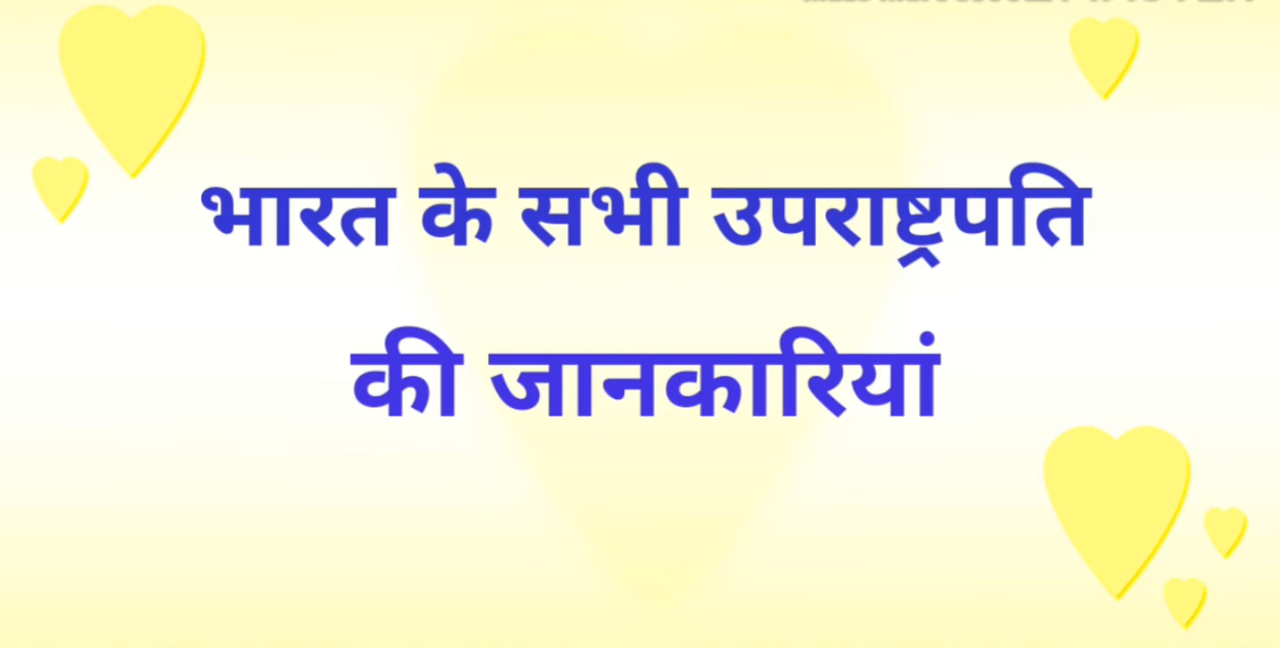 भारत के सभी उपराष्ट्रपति
की जानकारियां